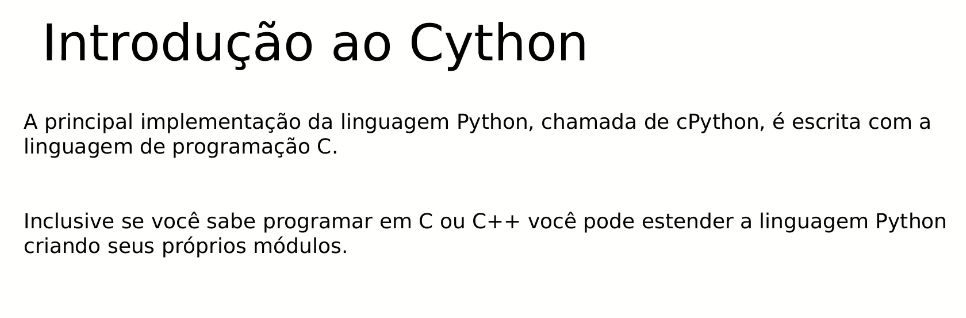 Introdução ao Cython
A principal implementação da linguagem Python, chamada de cPython, é escrita com a
linguagem de programação C.
Inclusive se você sabe programar em C ou C++ você pode estender a linguagem Python
criando seus próprios módulos.